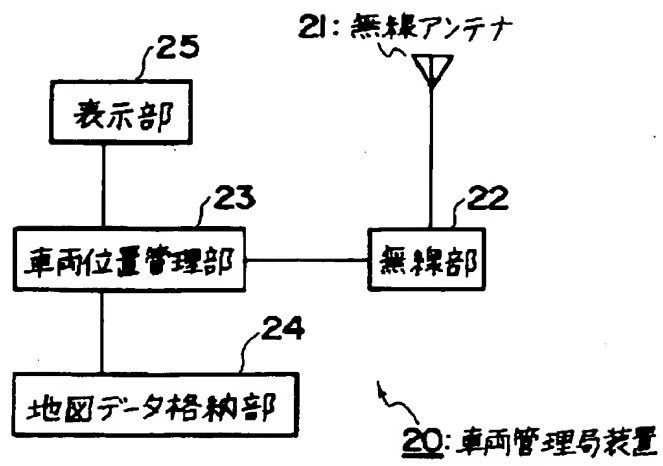 21:無線アンテナ
25
表示部
23
車両位置管理部
22
無線部
24
地図データ格納部
20:車両管理局装置